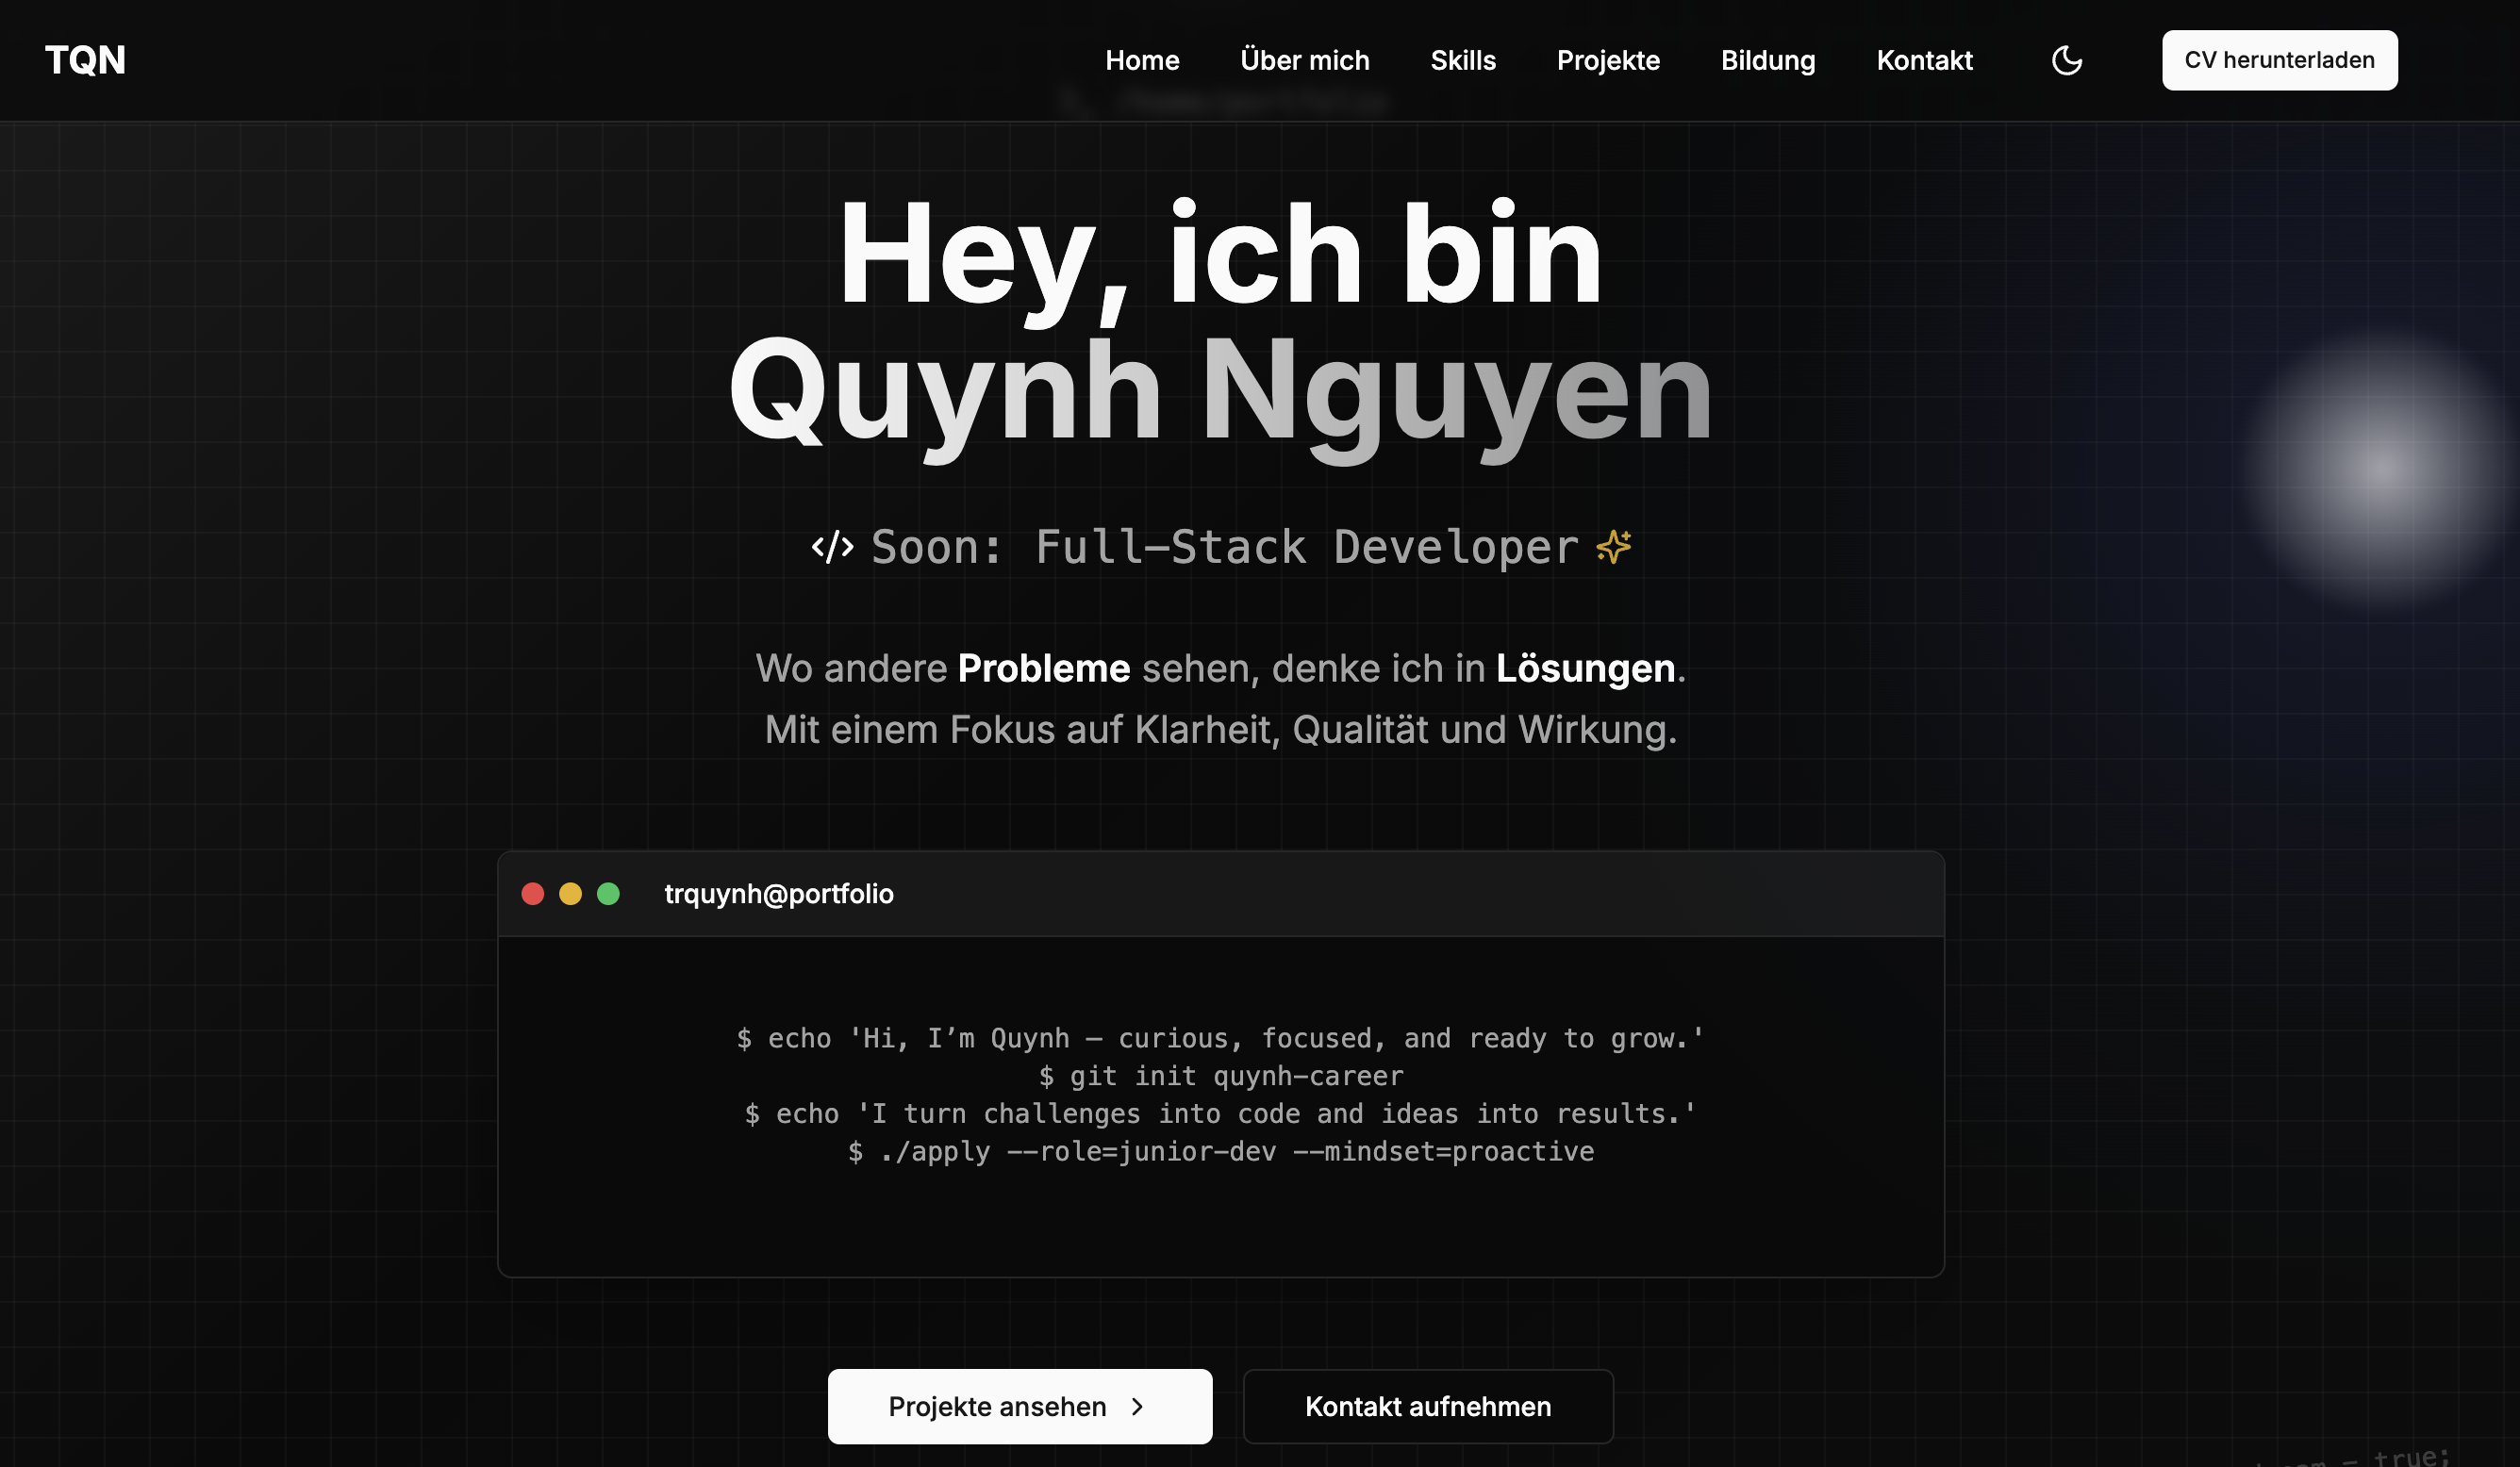 TQN
Home
Über mich
Skills
Projekte
Bildung
Kontakt
CV herunterladen
Hey, ich bin
Quynh Nguyen
</> Soon: Full-Stack Developer
Wo andere Probleme sehen, denke ich in Lösungen.
Mit einem Fokus auf Klarheit, Qualität und Wirkung.
trquynh@portfolio
$ echo 'Hi, I’m Quynh – curious, focused, and ready to grow.'
$ git init quynh-career
$ echo 'I turn challenges into code and ideas into results.'
$ ./apply --role=junior-dev --mindset=proactive
Projekte ansehen
Kontakt aufnehmen
true;